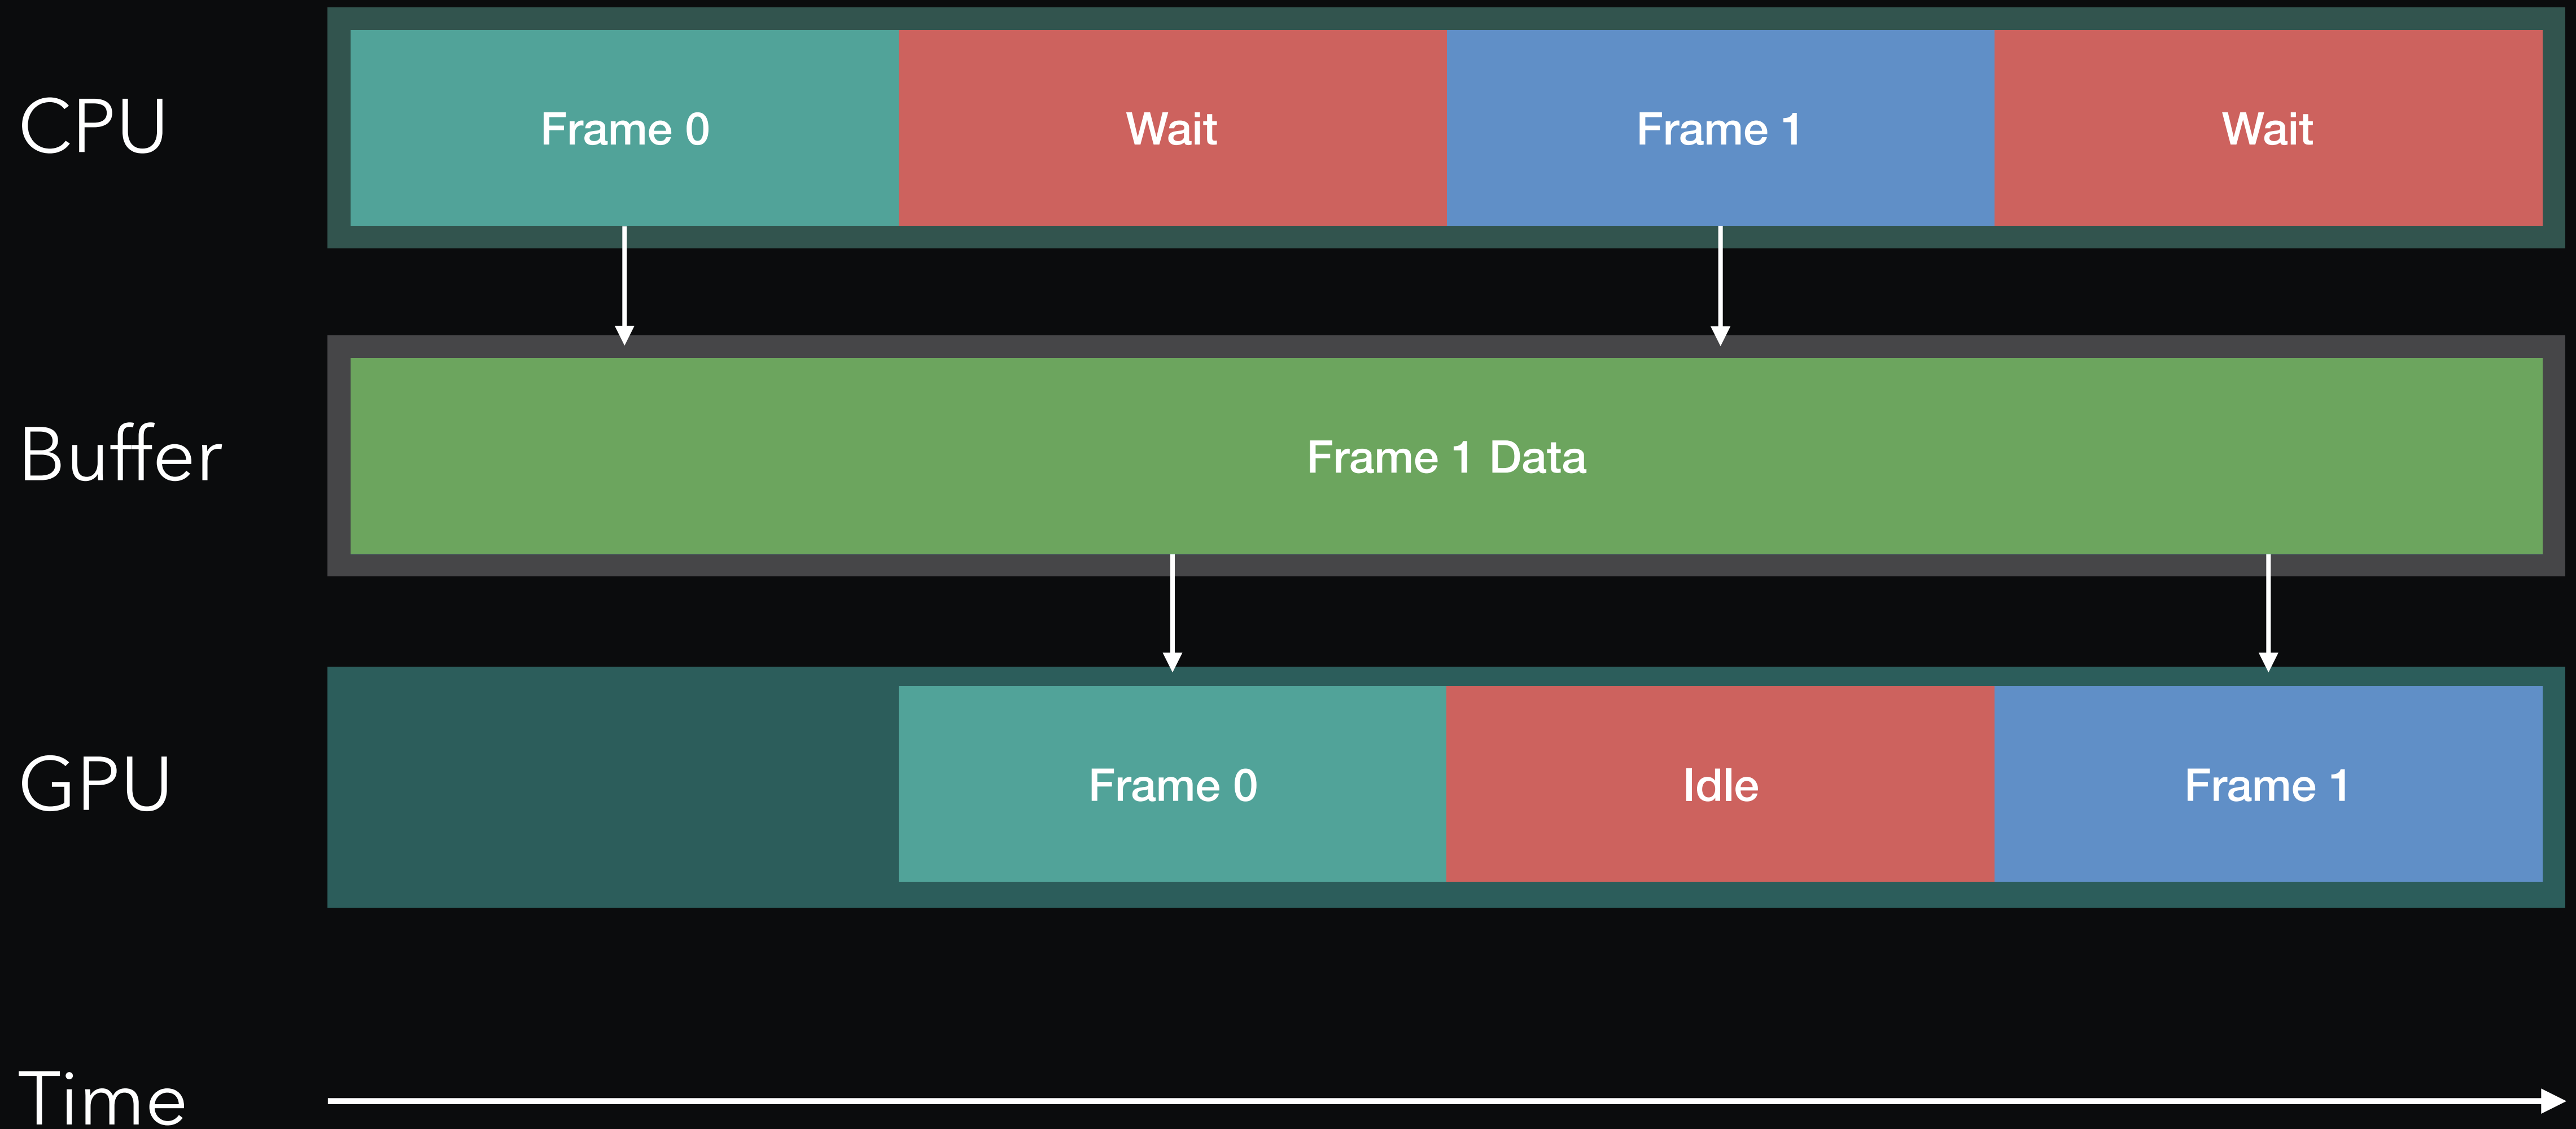 CPU
Frame 0
Wait
Frame 1
Wait
Buffer
Frame 1 Data
GPU
Frame 0
Idle
Frame 1
Time